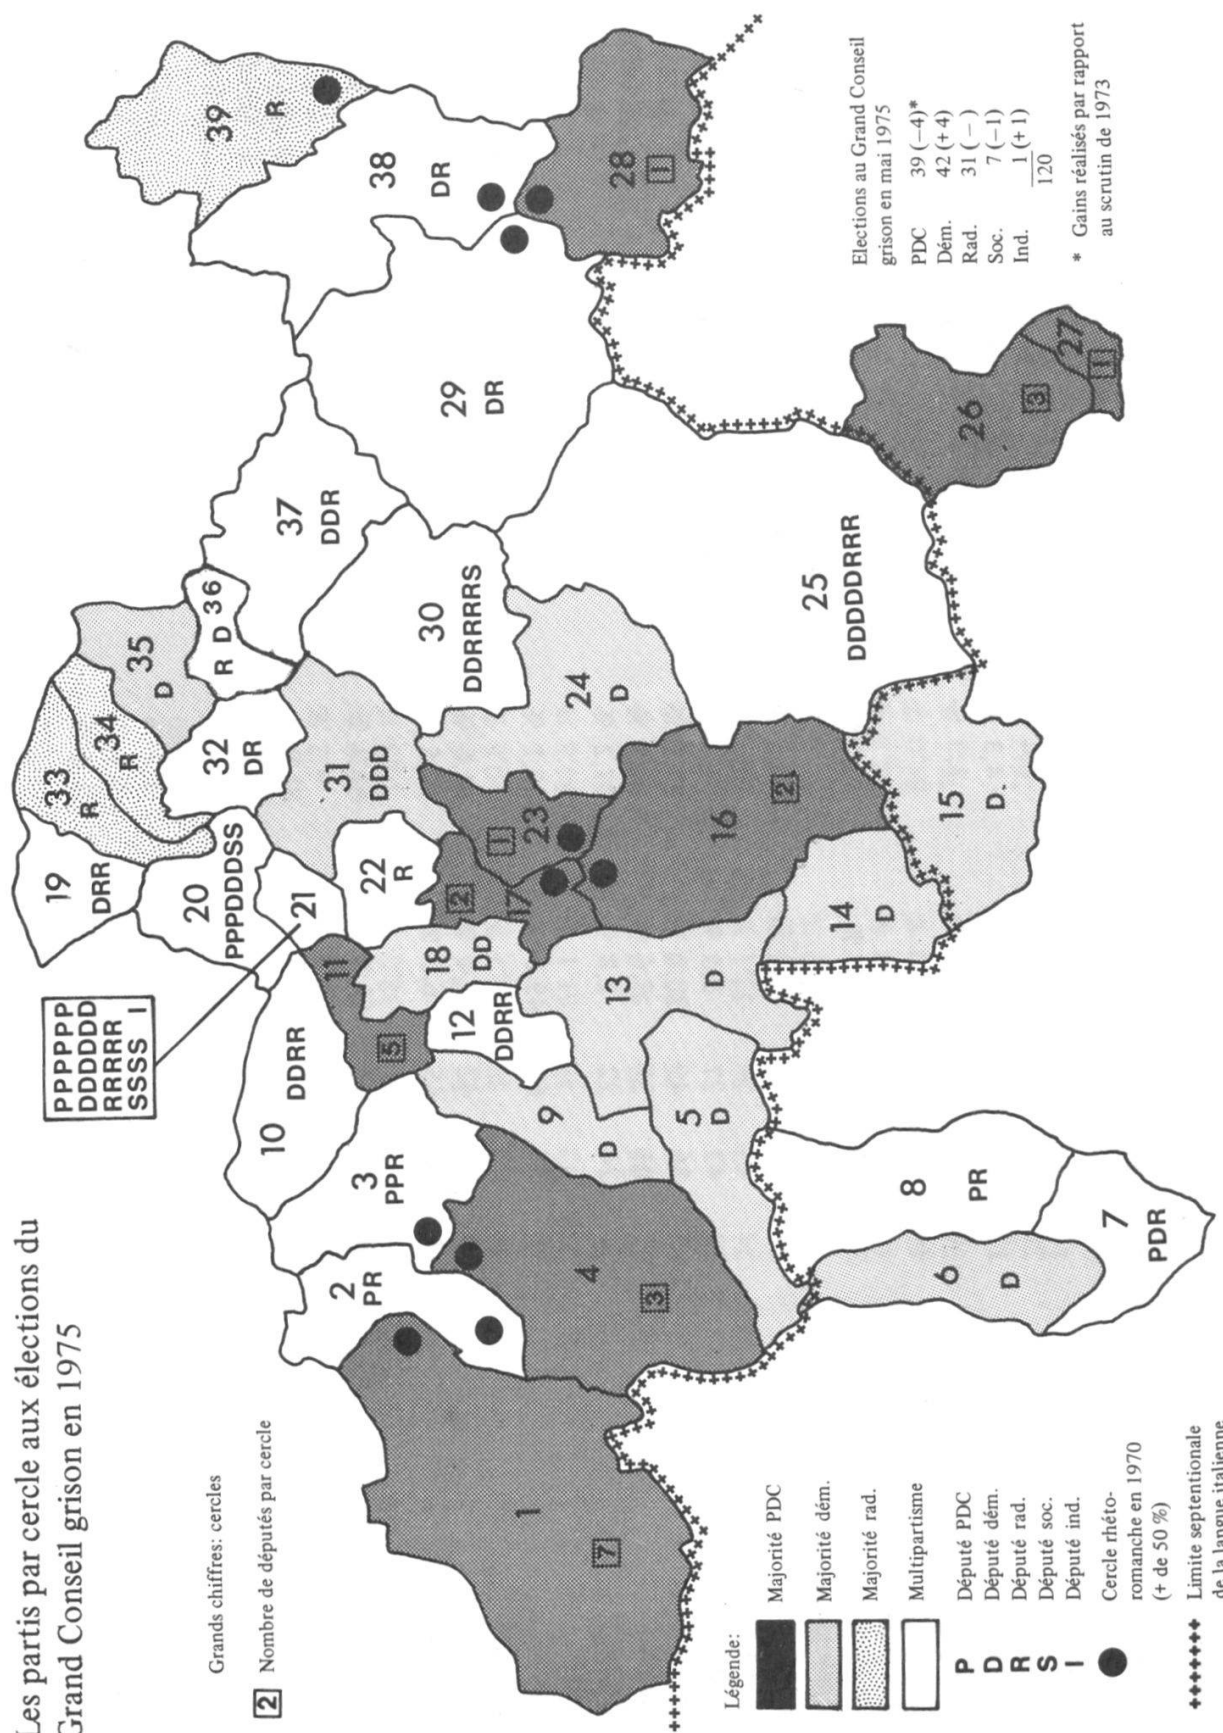 Les partis par cercle aux élections du
Grand Conseil grison en 1975
Grands chiffres: cercles
2 Nombre de députés par cercle
Légende:
Majorité PDC
Majorité dém.
Majorité rad.
Multipartisme
P Député PDC
D Député dém.
R Député rad.
S Député soc.
I Député ind.
Cercle rhéto-
romanche en 1970
(+ de 50 %)
Limite septentionale
de la langue italienne
Elections au Grand Conseil
grison en mai 1975
PDC 39 (−4)*
Dém. 42 (+4)
Rad. 31 (−)
Soc. 7 (−1)
Ind. 1 (+1)
120
* Gains réalisés par rapport
au scrutin de 1973
PPPPPP
DDDDDD
RRRRR
SSSS I
1
7
2
PR
3
PPR
4
3
5
D
6
D
7
PDR
8
PR
9
D
10
DDRR
11
5
12
DDRR
13
D
14
D
15
D
16
2
17
2
18
DD
19
DRR
20
PPPDDDSS
21
22
R
23
1
24
D
25
DDDDDRRR
26
3
27
1
28
1
29
DR
30
DDRRRRS
31
DDD
32
DR
33
R
34
R
35
D
36
R D
37
DDR
38
DR
39
R